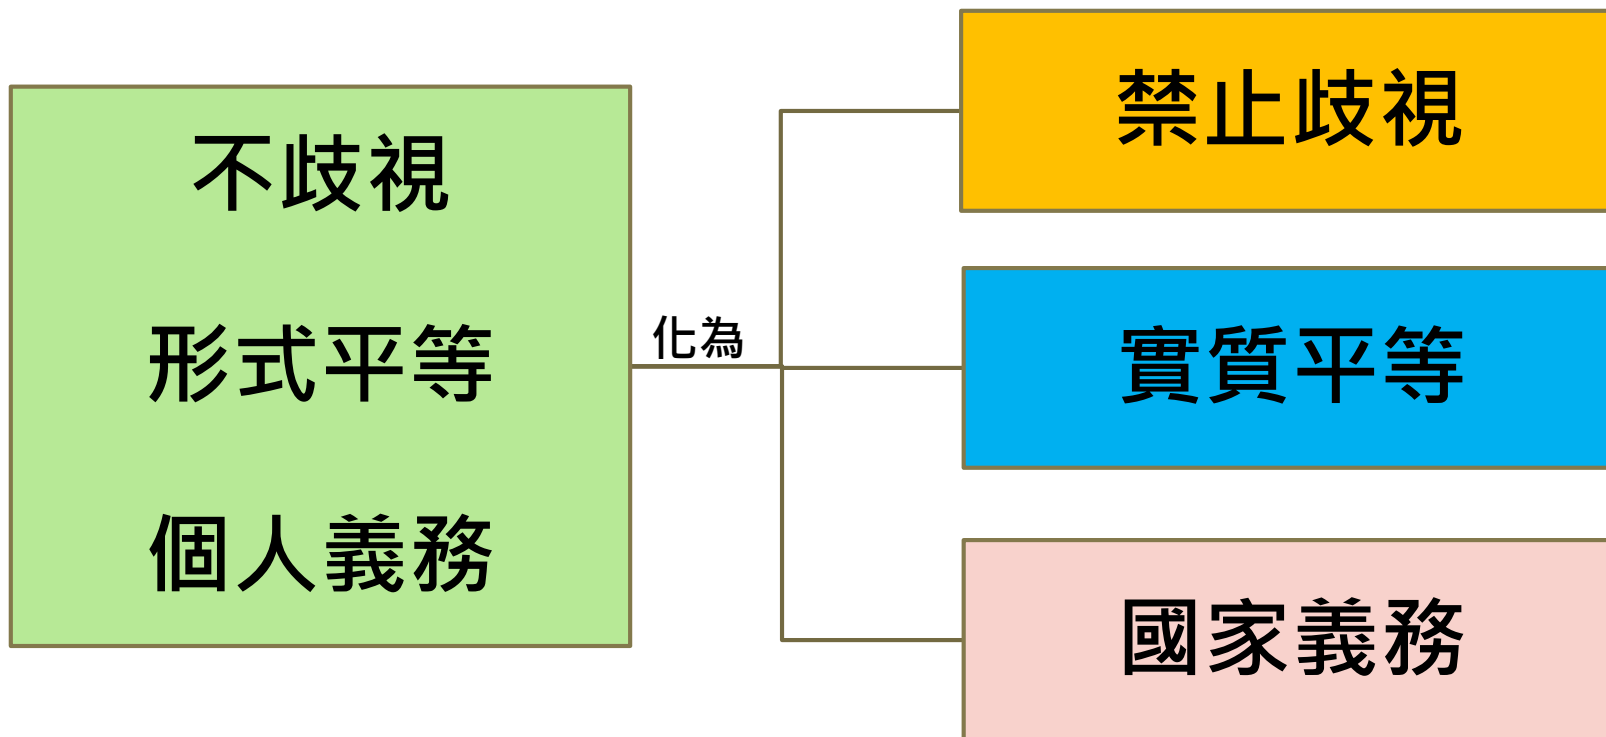 不歧視
形式平等
個人義務
化為
禁止歧視
實質平等
國家義務